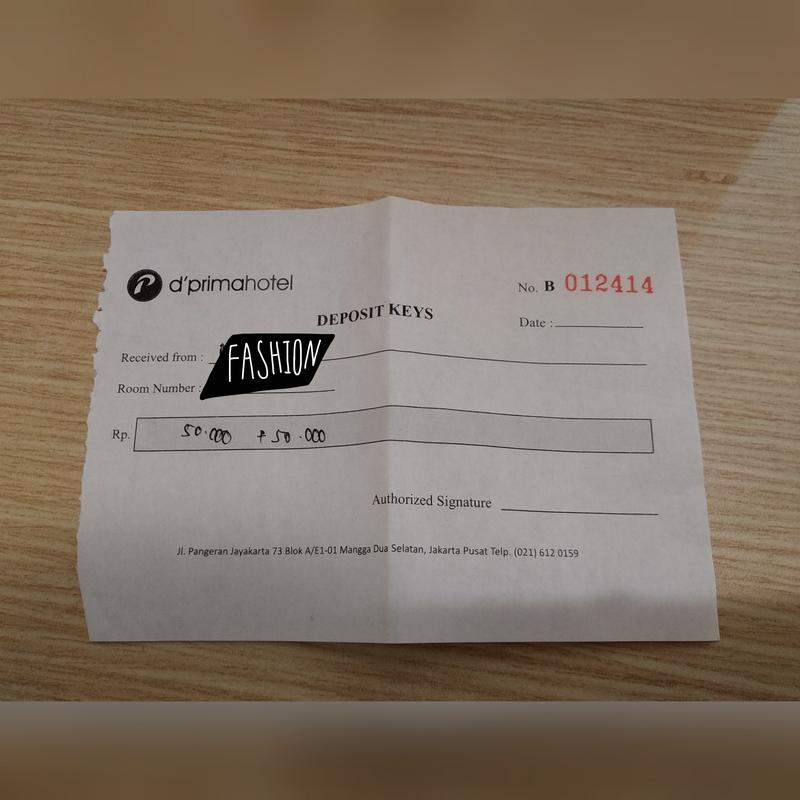 d'primahotel
No. B 012414
DEPOSIT KEYS
Date :
Received from :
FASHION
Room Number :
Rp. 50.000 + 50.000
Authorized Signature
Jl. Pangeran Jayakarta 73 Blok A/E1-01 Mangga Dua Selatan, Jakarta Pusat Telp. (021) 612 0159